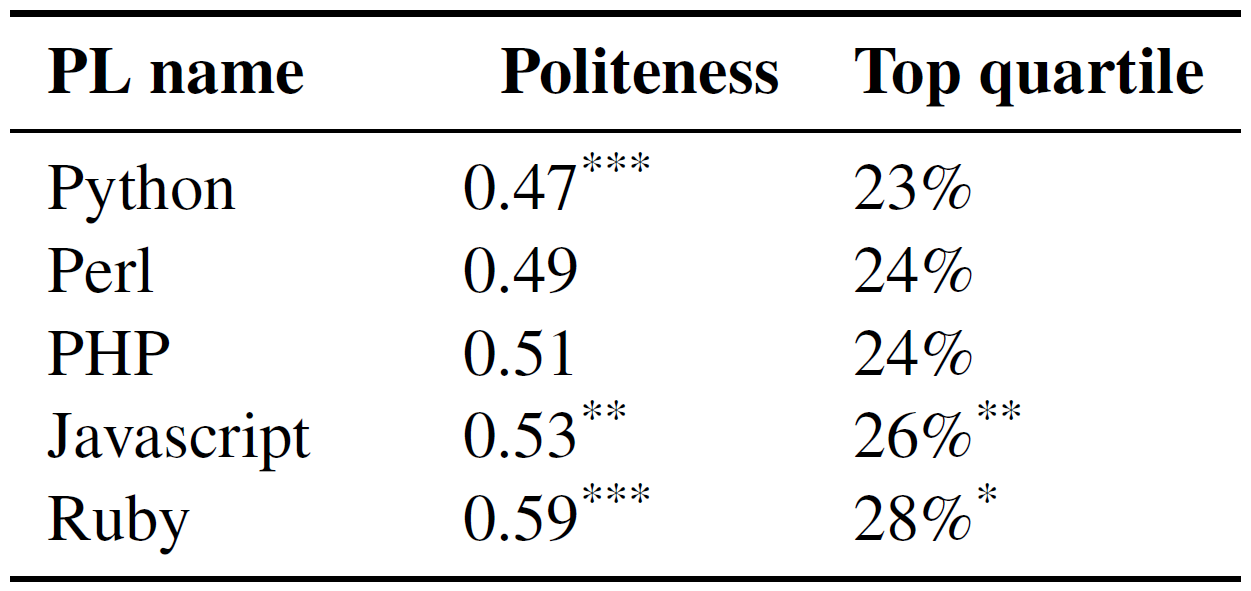 PL name Politeness Top quartile
Python 0.47*** 23%
Perl 0.49 24%
PHP 0.51 24%
Javascript 0.53** 26%**
Ruby 0.59*** 28%*